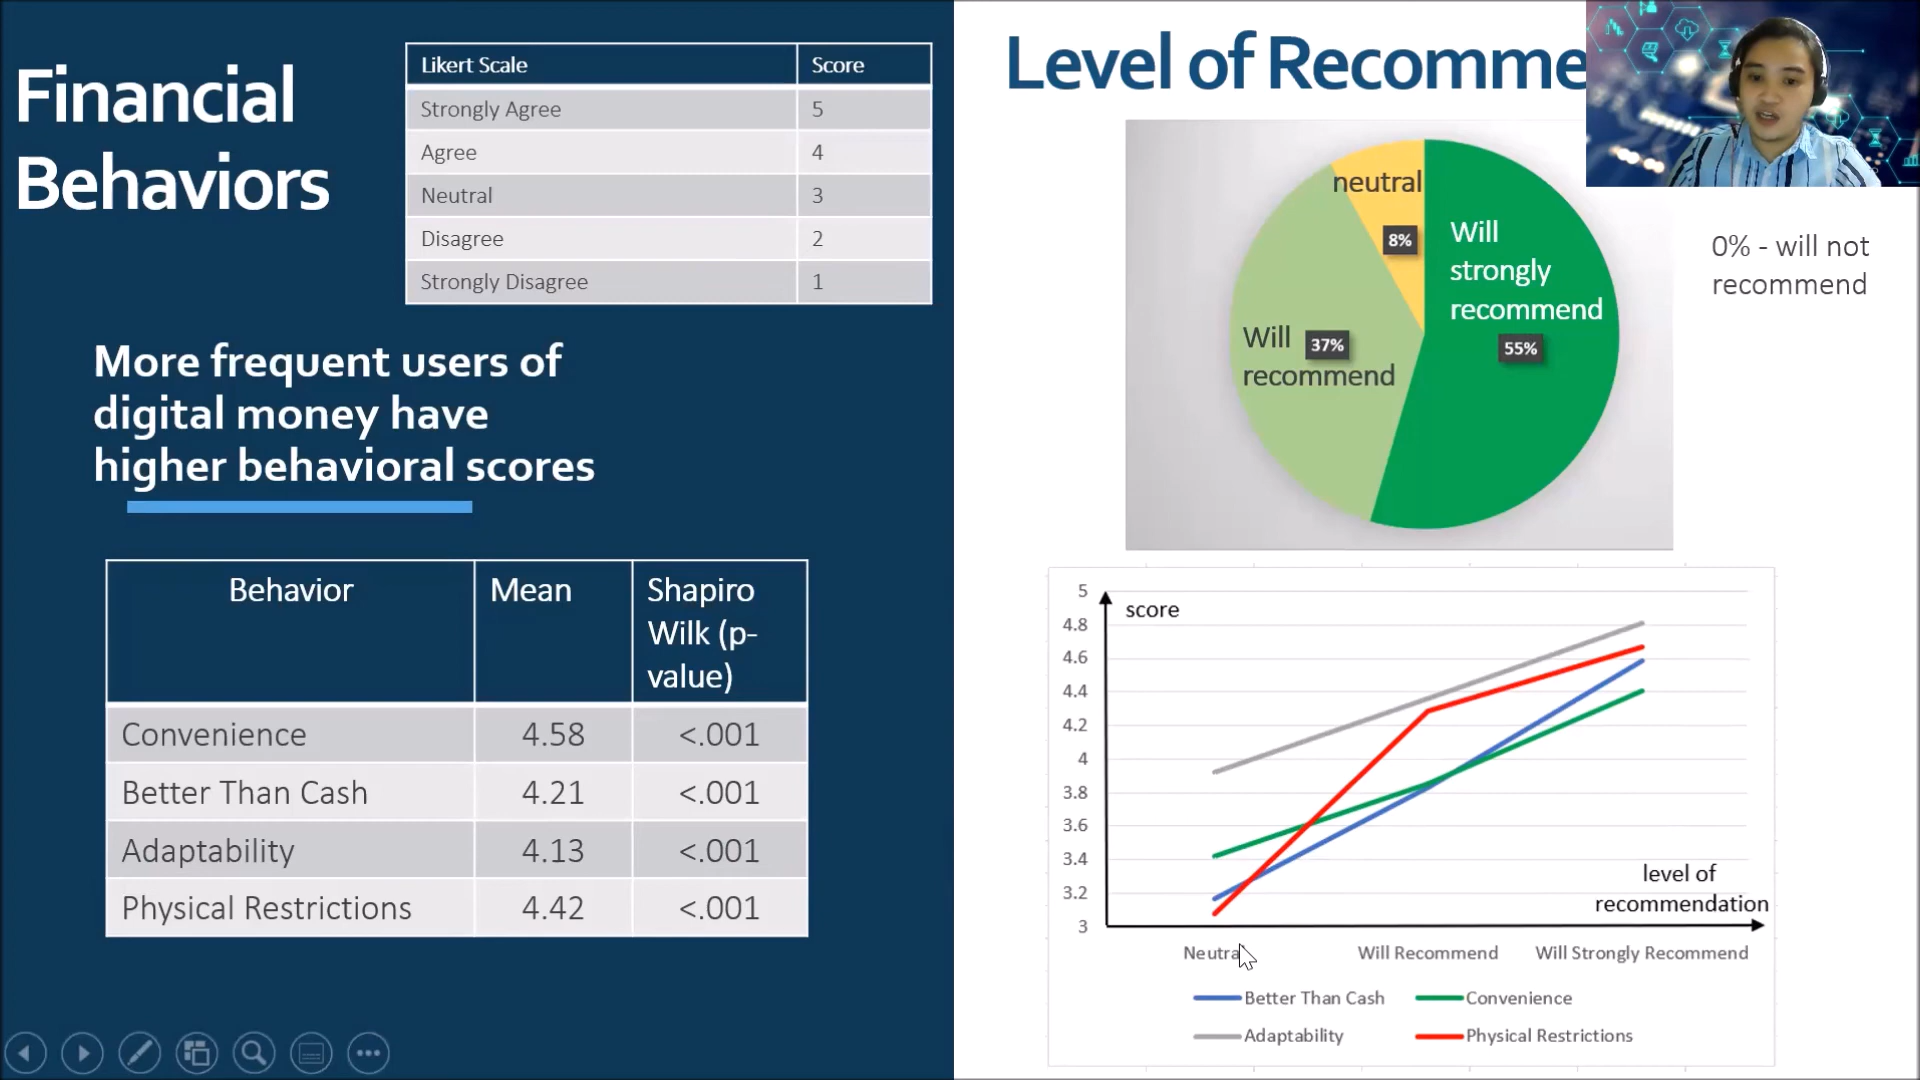 Financial
Behaviors
Likert Scale Score
Strongly Agree 5
Agree 4
Neutral 3
Disagree 2
Strongly Disagree 1
More frequent users of
digital money have
higher behavioral scores
Behavior Mean Shapiro
Wilk (p-
value)
Convenience 4.58 <.001
Better Than Cash 4.21 <.001
Adaptability 4.13 <.001
Physical Restrictions 4.42 <.001
Level of Recomme
neutral
8%
Will
strongly
recommend
55%
Will 37%
recommend
0% - will not
recommend
5
score
4.8
4.6
4.4
4.2
4
3.8
3.6
3.4
3.2
3
level of
recommendation
Neutra Will Recommend Will Strongly Recommend
Better Than Cash Convenience
Adaptability Physical Restrictions